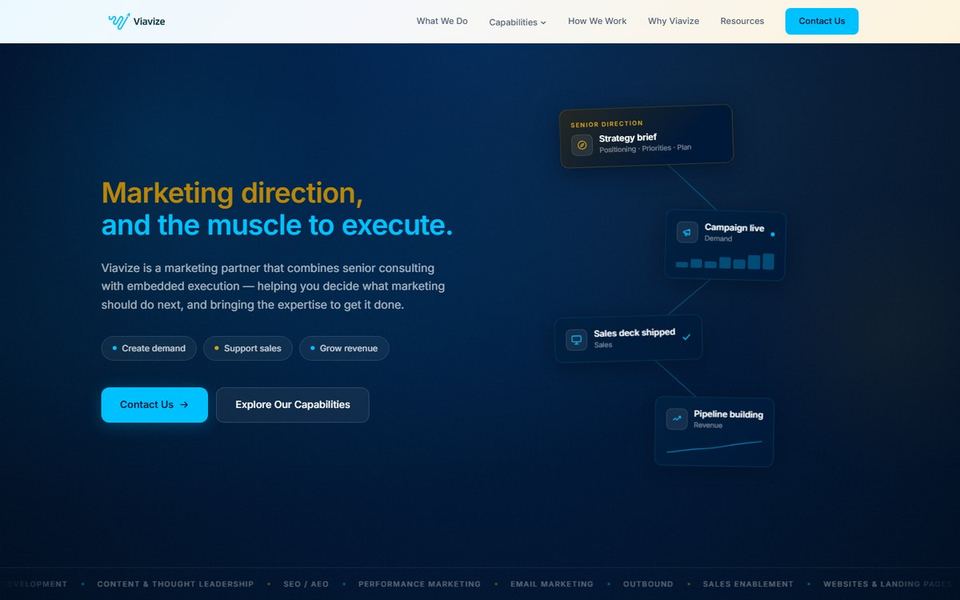 Viavize
What We Do
Capabilities
How We Work
Why Viavize
Resources
Contact Us
Marketing direction,
and the muscle to execute.
Viavize is a marketing partner that combines senior consulting
with embedded execution — helping you decide what marketing
should do next, and bringing the expertise to get it done.
Create demand
Support sales
Grow revenue
Contact Us →
Explore Our Capabilities
SENIOR DIRECTION
Strategy brief
Positioning · Priorities · Plan
Campaign live
Demand
Sales deck shipped
Sales
Pipeline building
Revenue
CONTENT & THOUGHT LEADERSHIP • SEO / AEO • PERFORMANCE MARKETING • EMAIL MARKETING • OUTBOUND • SALES ENABLEMENT • WEBSITES & LANDING